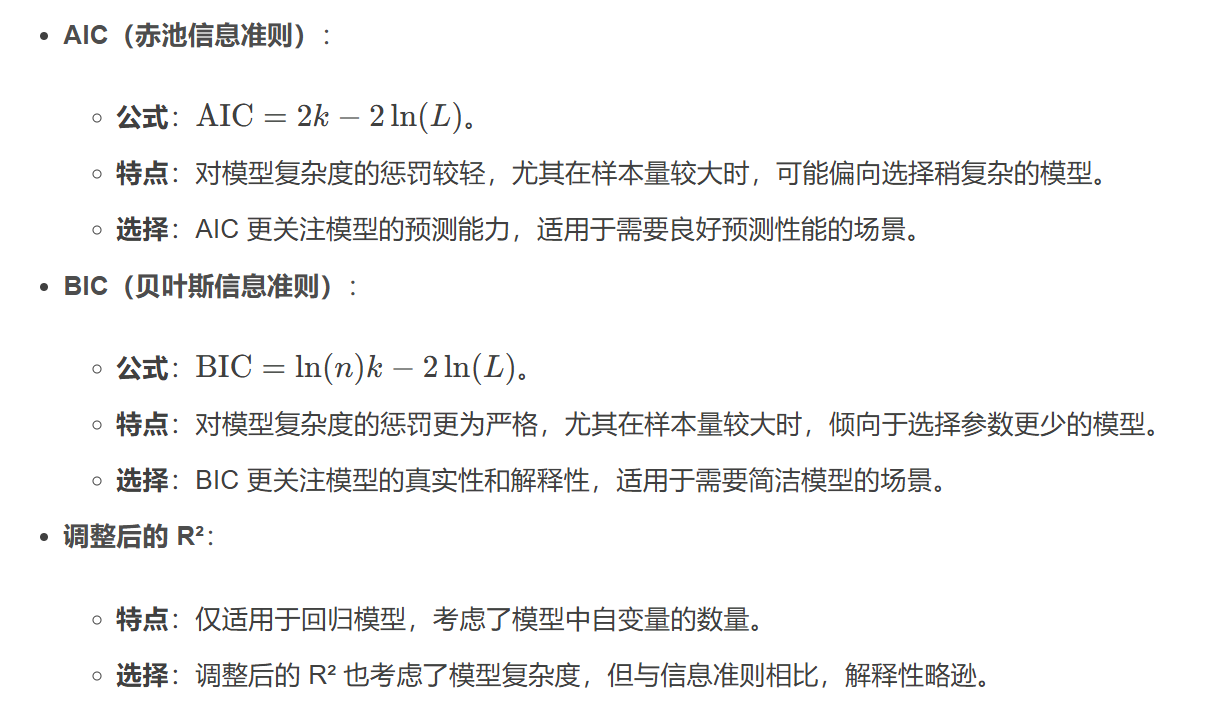 • AIC（赤池信息准则）：
◦ 公式：AIC = 2k − 2 ln(L)。
◦ 特点：对模型复杂度的惩罚较轻，尤其在样本量较大时，可能偏向选择稍复杂的模型。
◦ 选择：AIC 更关注模型的预测能力，适用于需要良好预测性能的场景。
• BIC（贝叶斯信息准则）：
◦ 公式：BIC = ln(n)k − 2 ln(L)。
◦ 特点：对模型复杂度的惩罚更为严格，尤其在样本量较大时，倾向于选择参数更少的模型。
◦ 选择：BIC 更关注模型的真实性和解释性，适用于需要简洁模型的场景。
• 调整后的 R²：
◦ 特点：仅适用于回归模型，考虑了模型中自变量的数量。
◦ 选择：调整后的 R² 也考虑了模型复杂度，但与信息准则相比，解释性略逊。